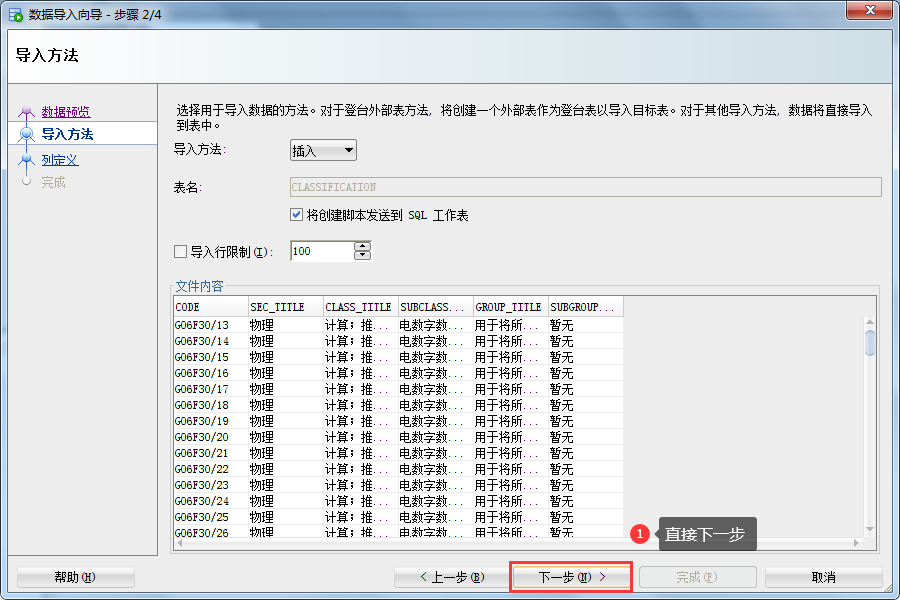 数据导入向导 - 步骤 2/4
导入方法
数据预览
导入方法
列定义
完成
选择用于导入数据的方法。对于登台外部表方法, 将创建一个外部表作为登台表以导入目标表。对于其他导入方法, 数据将直接导入
到表中。
导入方法: 插入
表名: CLASSIFICATION
将创建脚本发送到 SQL 工作表
导入行限制(I): 100
文件内容
CODE SEC_TITLE CLASS_TITLE SUBCLASS... GROUP_TITLE SUBGROUP...
G06F30/13 物理 计算；推... 电数字数... 用于将所... 暂无
G06F30/14 物理 计算；推... 电数字数... 用于将所... 暂无
G06F30/15 物理 计算；推... 电数字数... 用于将所... 暂无
G06F30/16 物理 计算；推... 电数字数... 用于将所... 暂无
G06F30/17 物理 计算；推... 电数字数... 用于将所... 暂无
G06F30/18 物理 计算；推... 电数字数... 用于将所... 暂无
G06F30/19 物理 计算；推... 电数字数... 用于将所... 暂无
G06F30/20 物理 计算；推... 电数字数... 用于将所... 暂无
G06F30/21 物理 计算；推... 电数字数... 用于将所... 暂无
G06F30/22 物理 计算；推... 电数字数... 用于将所... 暂无
G06F30/23 物理 计算；推... 电数字数... 用于将所... 暂无
G06F30/24 物理 计算；推... 电数字数... 用于将所... 暂无
G06F30/25 物理 计算；推... 电数字数... 用于将所... 暂无
G06F30/26 物理 计算；推... 电数字数... 用于将所... 暂无
1 直接下一步
帮助(H) < 上一步(B) 下一步(N) > 完成(F) 取消